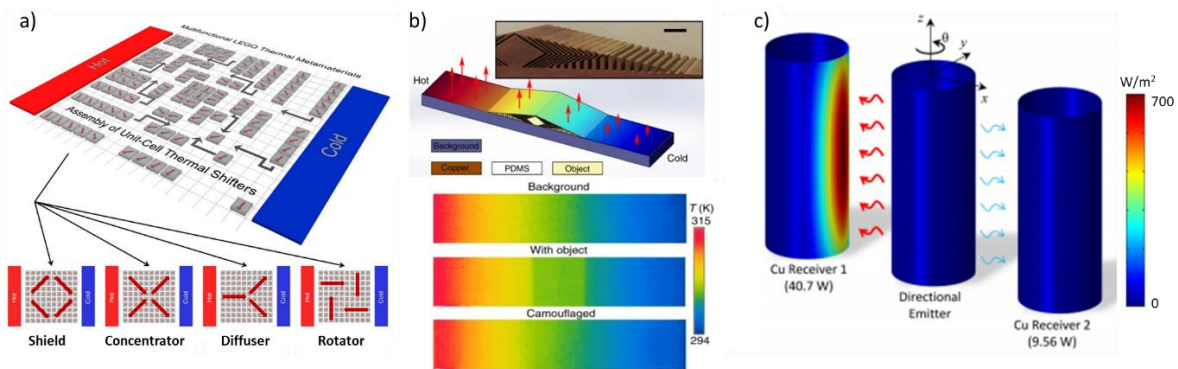 a)
Multifunctional LEGO Thermal Metamaterials
Hot
Cold
Assembly of Unit-Cell Thermal Shifters
Hot
Cold
Hot
Cold
Hot
Cold
Hot
Cold
Shield
Concentrator
Diffuser
Rotator
b)
Hot
Cold
Background
Copper
PDMS
Object
Background
T (K)
315
With object
Camouflaged
294
c)
z
θ
y
x
W/m²
700
0
Cu Receiver 1
(40.7 W)
Directional
Emitter
Cu Receiver 2
(9.56 W)